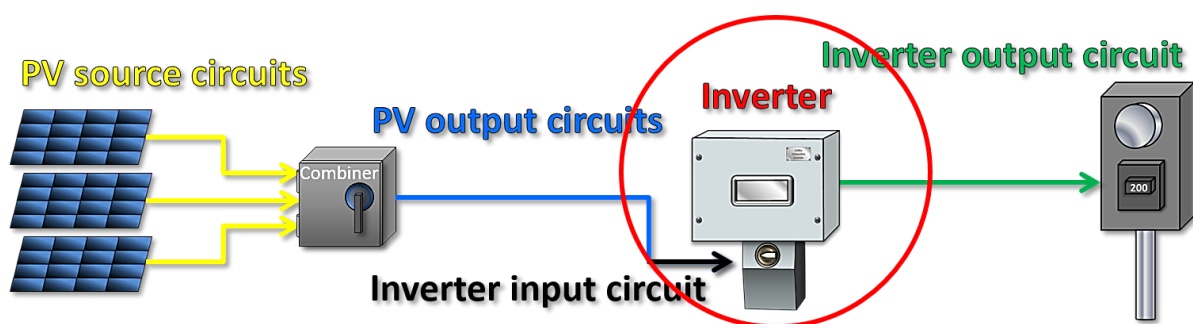 PV source circuits
Combiner
PV output circuits
Inverter input circuit
Inverter
Inverter output circuit
200